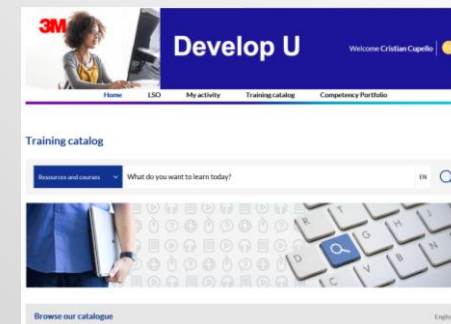 3M
Develop U
Welcome Cristian Cupello
Home LSO My activity Training catalog Competency Portfolio
Training catalog
Resources and courses What do you want to learn today? EN
Browse our catalogue